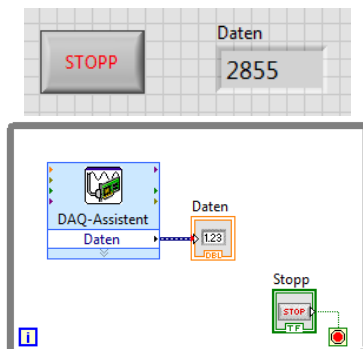 Daten
STOPP
2855
DAQ-Assistent
Daten
Daten
1.23
DBL
Stopp
STOP
TF
i